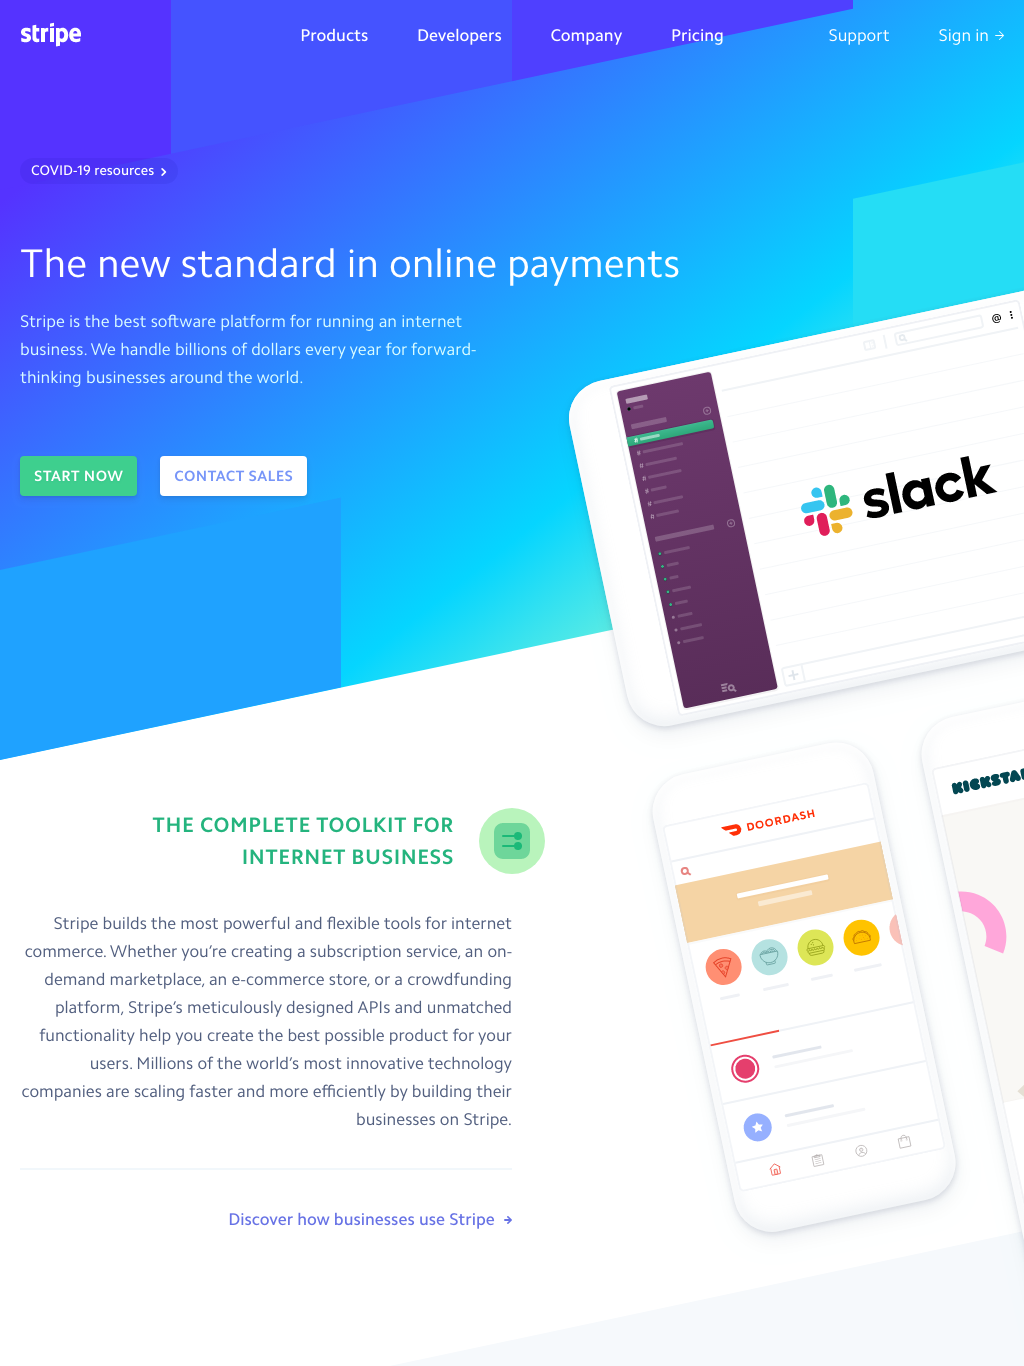 stripe
Products
Developers
Company
Pricing
Support
Sign in
COVID-19 resources
The new standard in online payments
Stripe is the best software platform for running an internet
business. We handle billions of dollars every year for forward-
thinking businesses around the world.
START NOW
CONTACT SALES
@
slack
KICKSTA
DOORDASH
THE COMPLETE TOOLKIT FOR
INTERNET BUSINESS
Stripe builds the most powerful and flexible tools for internet
commerce. Whether you’re creating a subscription service, an on-
demand marketplace, an e-commerce store, or a crowdfunding
platform, Stripe’s meticulously designed APIs and unmatched
functionality help you create the best possible product for your
users. Millions of the world’s most innovative technology
companies are scaling faster and more efficiently by building their
businesses on Stripe.
Discover how businesses use Stripe